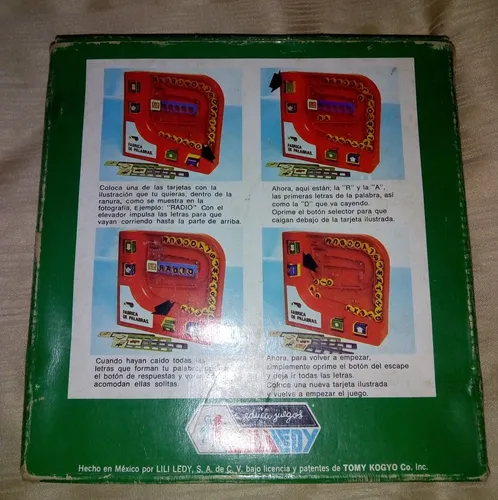 FABRICA
DE PALABRAS
FABRICA
DE PALABRAS
Coloca una de las tarjetas con la
ilustración que tu quieras, dentro de la
ranura, como se muestra en la
fotografía, Ejemplo: "RADIO" Con el
elevador impulsa las letras para que
vayan corriendo hasta la parte de arriba.
Ahora, aquí están; la "R" y la "A",
las primeras letras de la palabra, así
como la "D" que va cayendo.
Oprime el botón selector para que
caigan debajo de la tarjeta ilustrada.
FABRICA
DE PALABRAS
FABRICA
DE PALABRAS
Cuando hayan caído todas
letras que forman tu palabra,
el botón de respuestas y
acomodan ellas solitas.
Ahora, para volver a empezar,
simplemente oprime el botón del escape
y deja ir todas las letras.
Coloca una nueva tarjeta ilustrada
y vuelve a empezar el juego.
educa juegos
LEDY
Hecho en México por LILI LEDY, S. A. de C. V. bajo licencia y patentes de TOMY KOGYO Co. Inc.